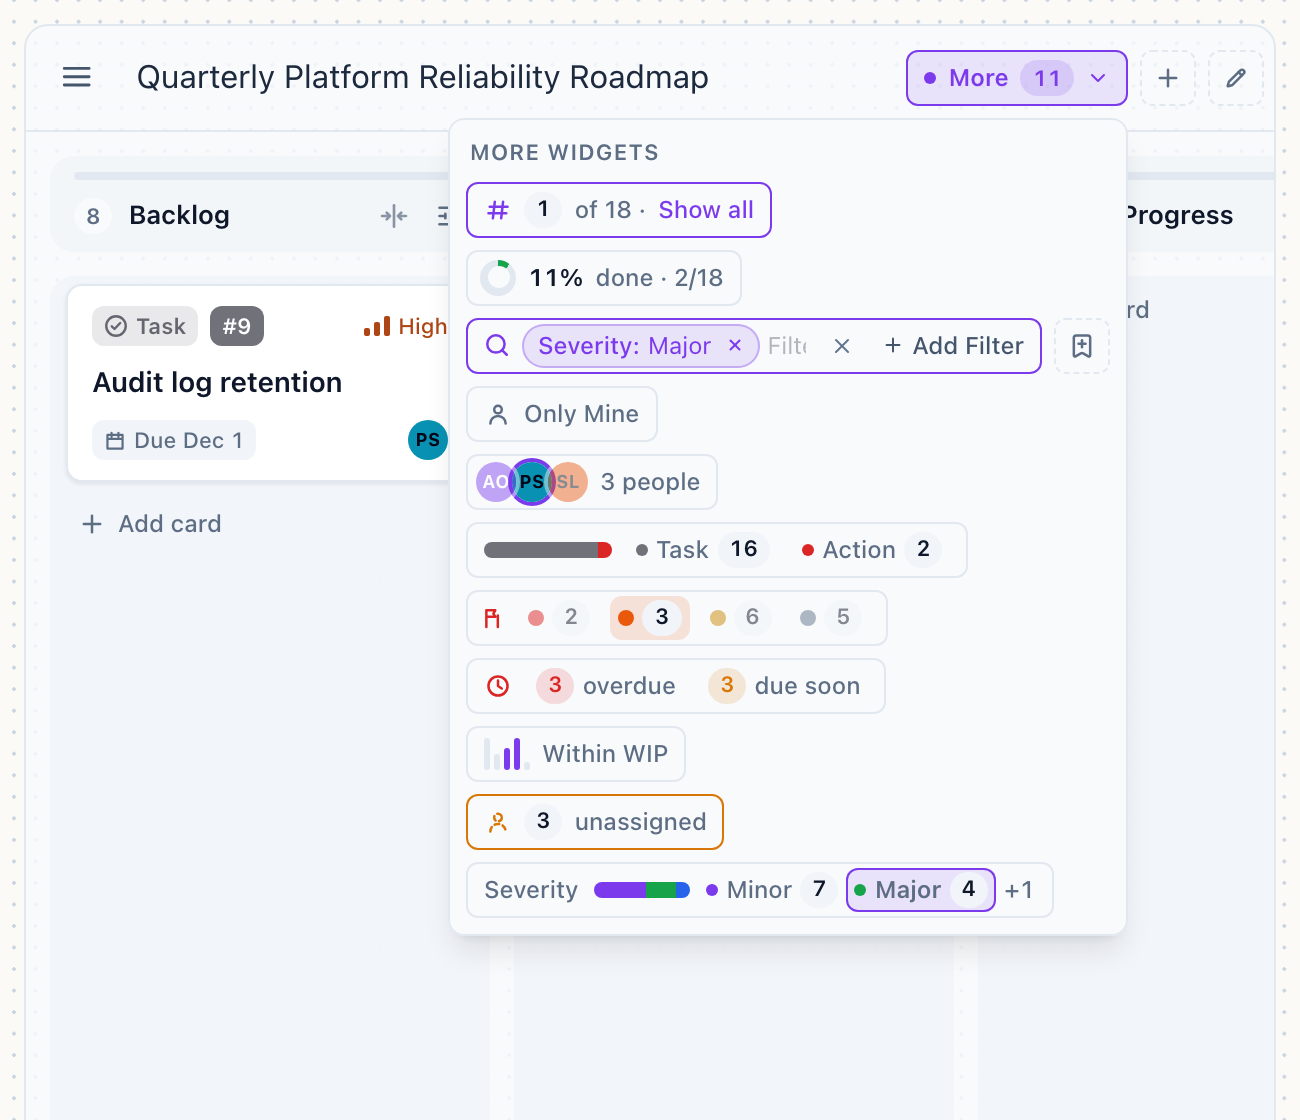 Quarterly Platform Reliability Roadmap
More 11
MORE WIDGETS
1 of 18 · Show all
11% done · 2/18
Severity: Major × Filte × + Add Filter
Only Mine
AO PS SL 3 people
Task 16 Action 2
2 3 6 5
3 overdue 3 due soon
Within WIP
3 unassigned
Severity Minor 7 Major 4 +1
8 Backlog
Task #9 High
Audit log retention
Due Dec 1 PS
Add card
Progress
rd